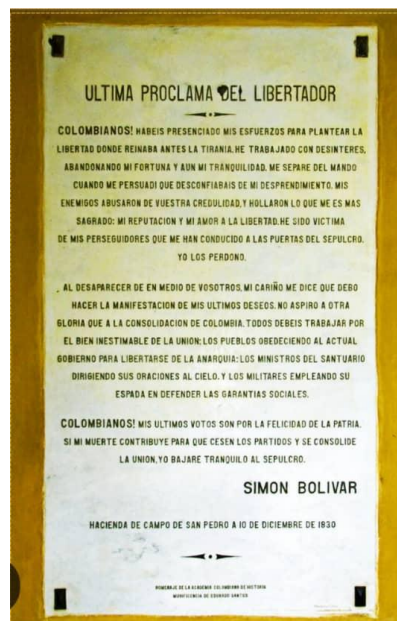 ULTIMA PROCLAMA DEL LIBERTADOR
COLOMBIANOS! HABEIS PRESENCIADO MIS ESFUERZOS PARA PLANTEAR LA
LIBERTAD DONDE REINABA ANTES LA TIRANIA. HE TRABAJADO CON DESINTERES,
ABANDONANDO MI FORTUNA Y AUN MI TRANQUILIDAD. ME SEPARE DEL MANDO
CUANDO ME PERSUADI QUE DESCONFIABAIS DE MI DESPRENDIMIENTO. MIS
ENEMIGOS ABUSARON DE VUESTRA CREDULIDAD, Y HOLLARON LO QUE ME ES MAS
SAGRADO: MI REPUTACION Y MI AMOR A LA LIBERTAD. HE SIDO VICTIMA
DE MIS PERSEGUIDORES QUE ME HAN CONDUCIDO A LAS PUERTAS DEL SEPULCRO.
YO LOS PERDONO.
AL DESAPARECER DE EN MEDIO DE VOSOTROS, MI CARIÑO ME DICE QUE DEBO
HACER LA MANIFESTACION DE MIS ULTIMOS DESEOS. NO ASPIRO A OTRA
GLORIA QUE A LA CONSOLIDACION DE COLOMBIA. TODOS DEBEIS TRABAJAR POR
EL BIEN INESTIMABLE DE LA UNION: LOS PUEBLOS OBEDECIENDO AL ACTUAL
GOBIERNO PARA LIBERTARSE DE LA ANARQUIA: LOS MINISTROS DEL SANTUARIO
DIRIGIENDO SUS ORACIONES AL CIELO. Y LOS MILITARES EMPLEANDO SU
ESPADA EN DEFENDER LAS GARANTIAS SOCIALES.
COLOMBIANOS! MIS ULTIMOS VOTOS SON POR LA FELICIDAD DE LA PATRIA.
SI MI MUERTE CONTRIBUYE PARA QUE CESEN LOS PARTIDOS Y SE CONSOLIDE
LA UNION, YO BAJARE TRANQUILO AL SEPULCRO.
SIMON BOLIVAR
HACIENDA DE CAMPO DE SAN PEDRO A 10 DE DICIEMBRE DE 1830
HOMENAJE DE LA ACADEMIA COLOMBIANA DE HISTORIA
MUNIFICENCIA DE EDUARDO SANTOS